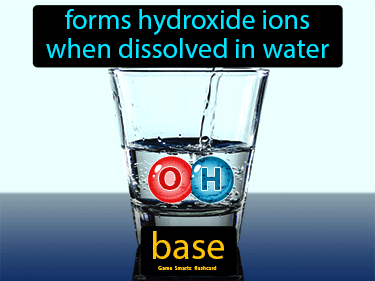 forms hydroxide ions
when dissolved in water
O H
base
Game Smartz flashcard